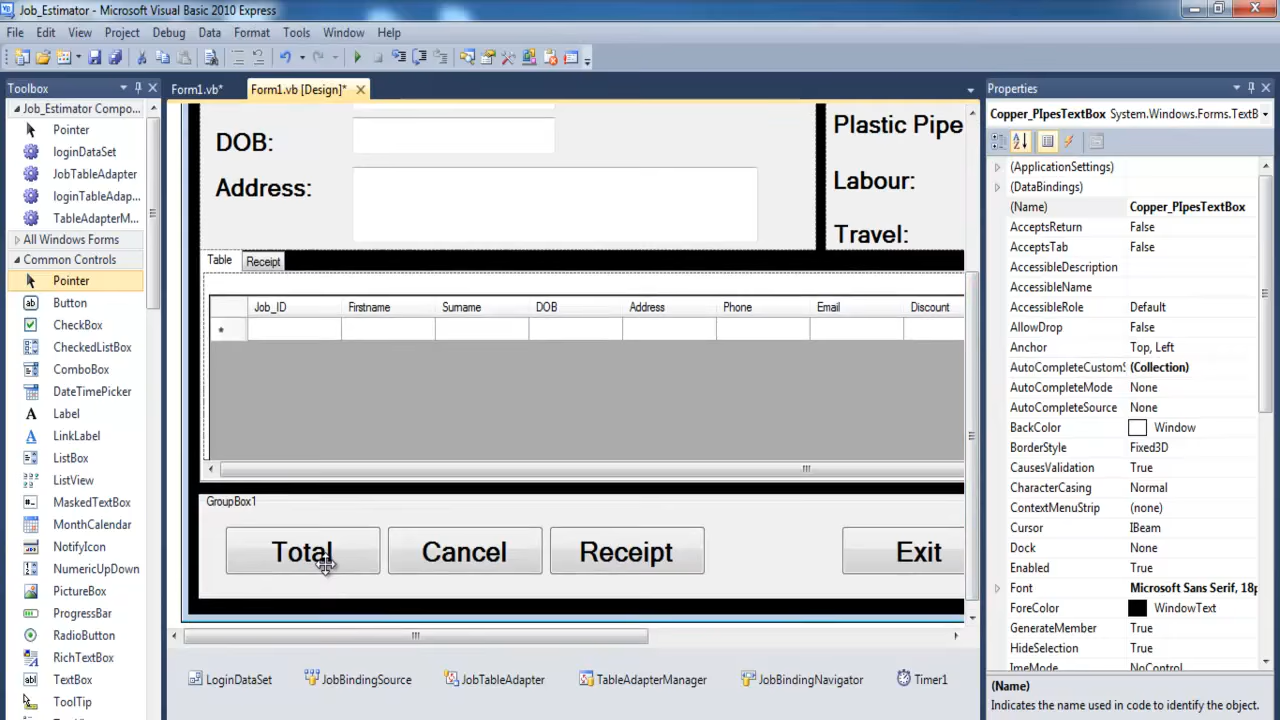 Job_Estimator - Microsoft Visual Basic 2010 Express
File Edit View Project Debug Format Data Tools Window Help
Toolbox
Job_Estimator Compo...
Pointer
loginDataSet
JobTableAdapter
loginTableAdap...
TableAdapterM...
All Windows Forms
Common Controls
Pointer
Button
CheckBox
CheckedListBox
ComboBox
DateTimePicker
Label
LinkLabel
ListBox
ListView
MaskedTextBox
MonthCalendar
NotifyIcon
NumericUpDown
PictureBox
ProgressBar
RadioButton
RichTextBox
TextBox
ToolTip
Form1.vb* Form1.vb [Design]*
DOB:
Address:
Plastic Pipe
Labour:
Travel:
Table Receipt
Job_ID Firstname Surname DOB Address Phone Email Discount
GroupBox1
Total Cancel Receipt Exit
LoginDataSet JobBindingSource JobTableAdapter TableAdapterManager JobBindingNavigator Timer1
Properties
Copper_PIpesTextBox System.Windows.Forms.TextB
(ApplicationSettings)
(DataBindings)
(Name) Copper_PIpesTextBox
AcceptsReturn False
AcceptsTab False
AccessibleDescription
AccessibleName
AccessibleRole Default
AllowDrop False
Anchor Top, Left
AutoCompleteCustomS (Collection)
AutoCompleteMode None
AutoCompleteSource None
BackColor Window
BorderStyle Fixed3D
CausesValidation True
CharacterCasing Normal
ContextMenuStrip (none)
Cursor IBeam
Dock None
Enabled True
Font Microsoft Sans Serif, 18p
ForeColor WindowText
GenerateMember True
HideSelection True
ImeMode NoControl
(Name)
Indicates the name used in code to identify the object.